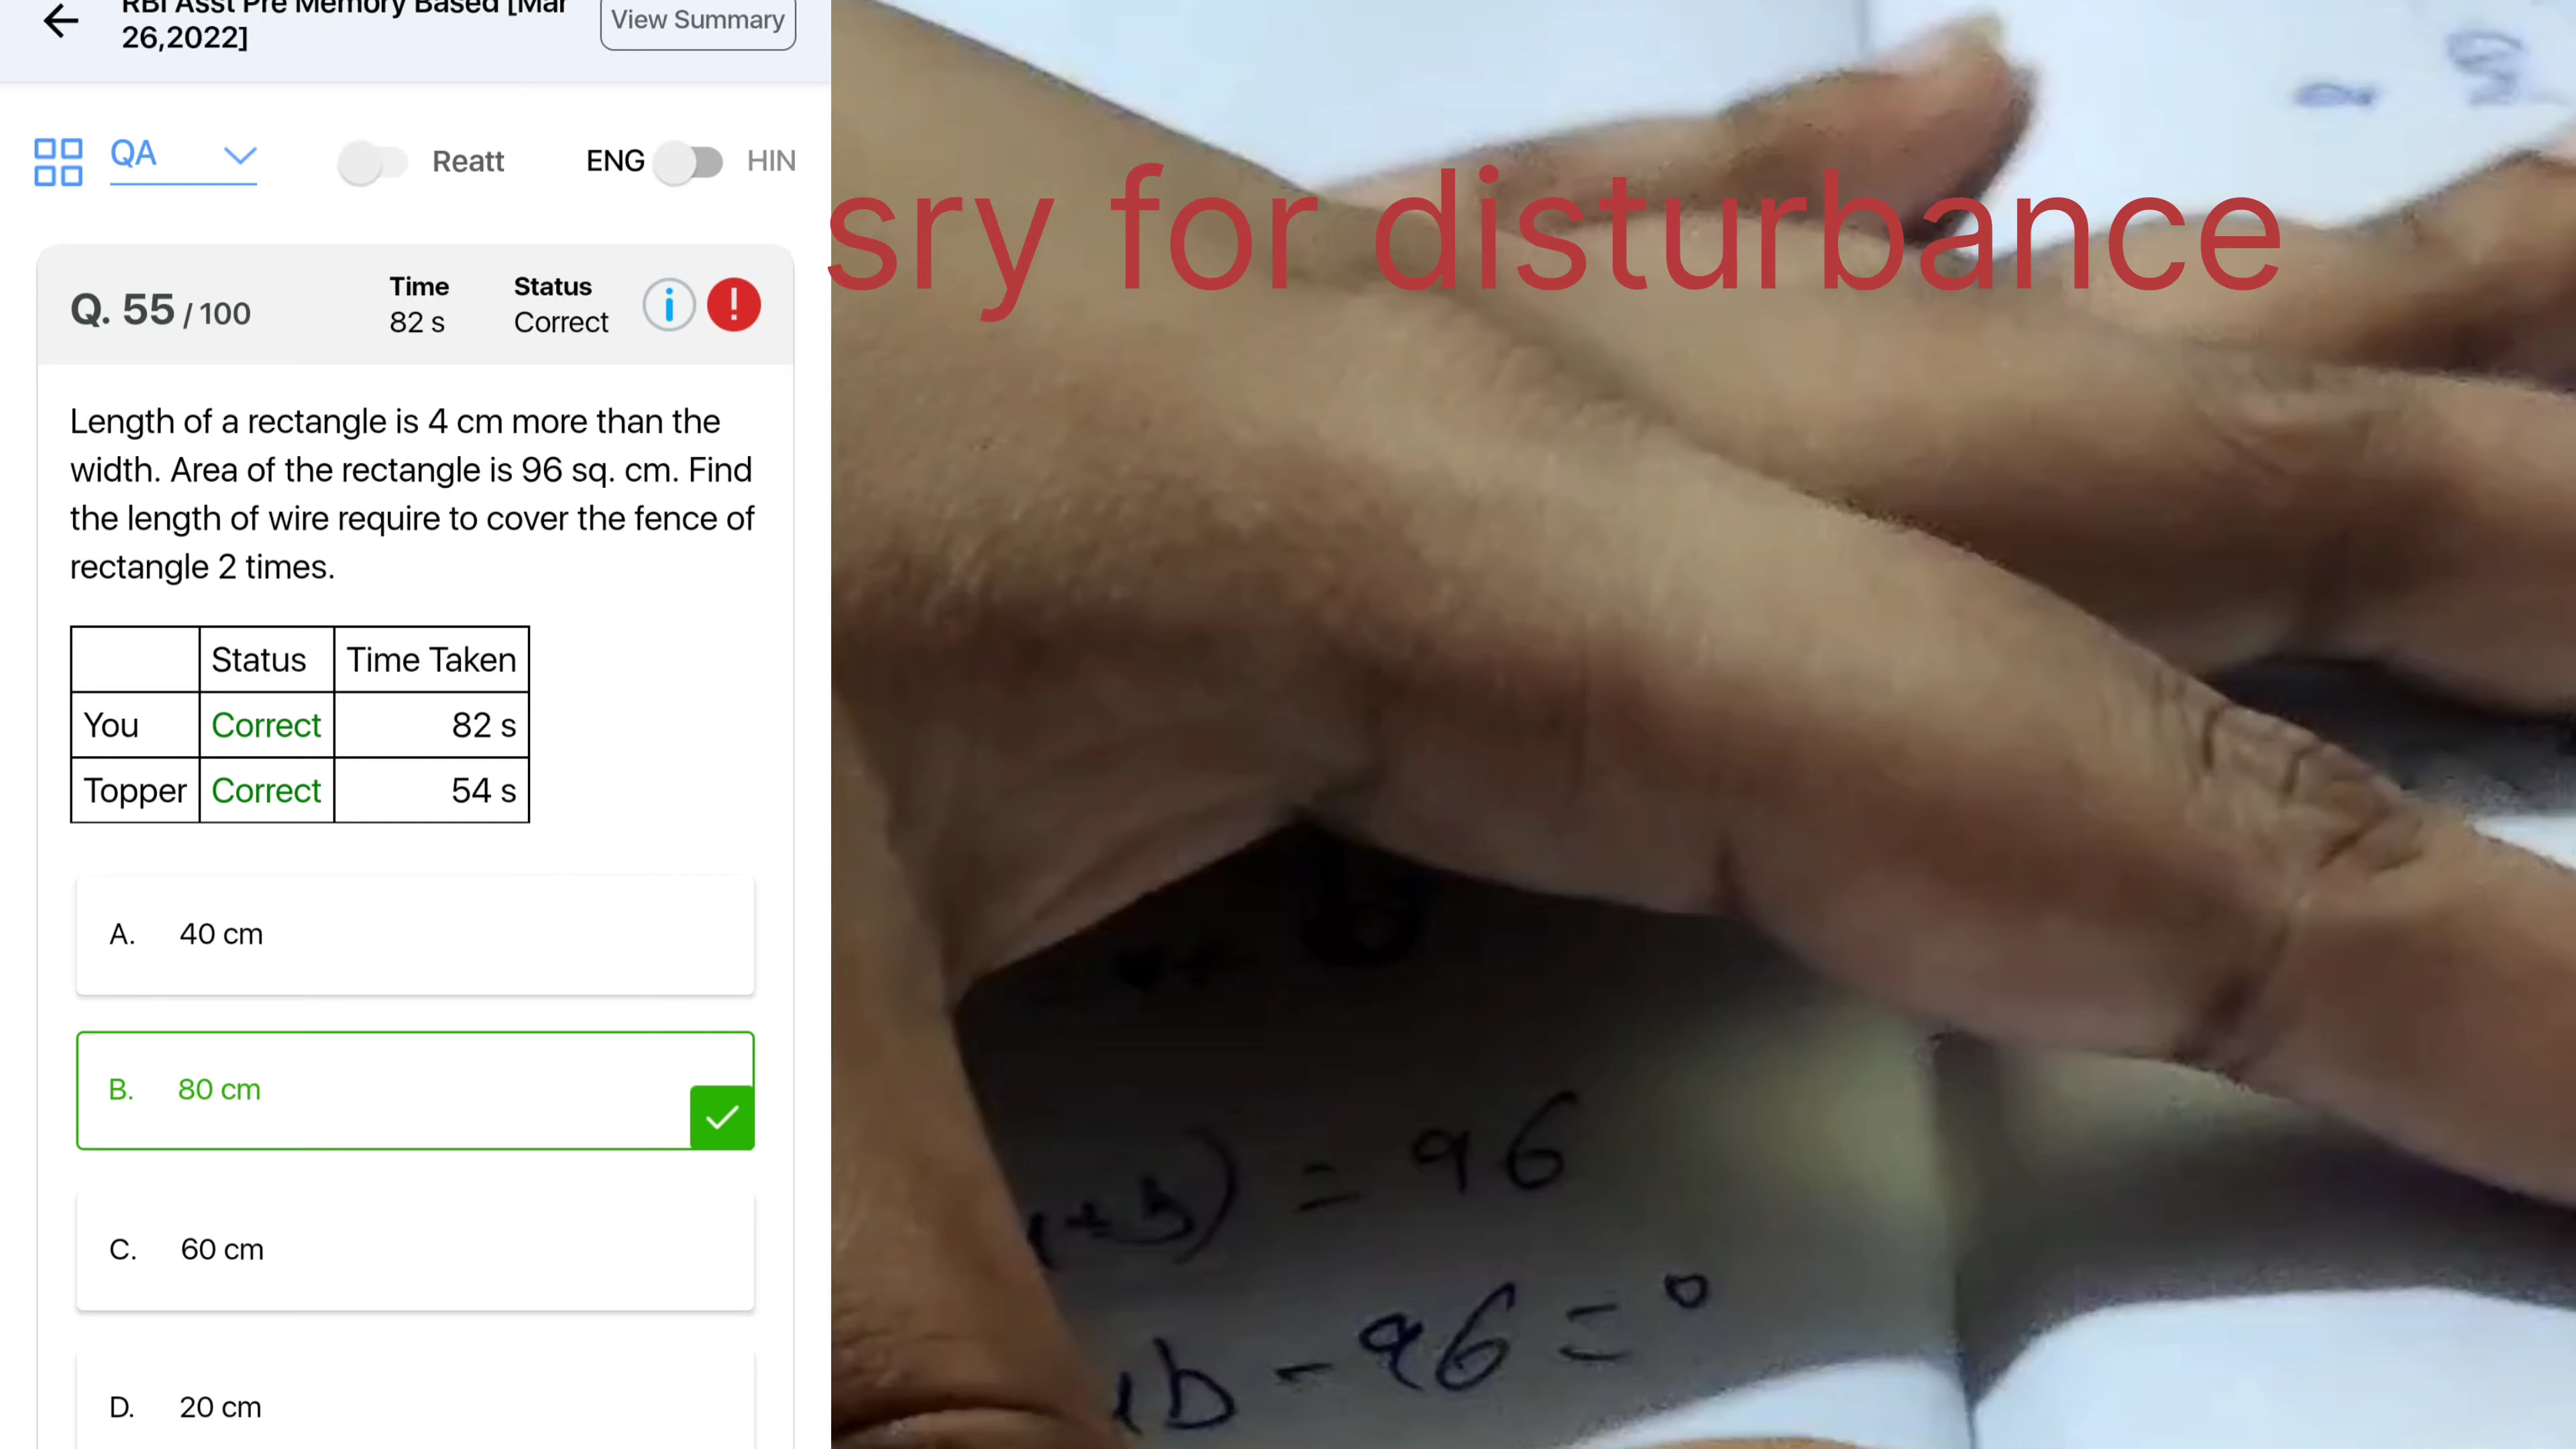 RBI Asst Pre Memory Based [Mar
26,2022]
View Summary
QA
Reatt
ENG
HIN
Q. 55 / 100
Time
82 s
Status
Correct
i
!
Length of a rectangle is 4 cm more than the
width. Area of the rectangle is 96 sq. cm. Find
the length of wire require to cover the fence of
rectangle 2 times.
Status Time Taken
You Correct 82 s
Topper Correct 54 s
A. 40 cm
B. 80 cm
C. 60 cm
D. 20 cm
sry for disturbance
) = 96
b - 96 = 0